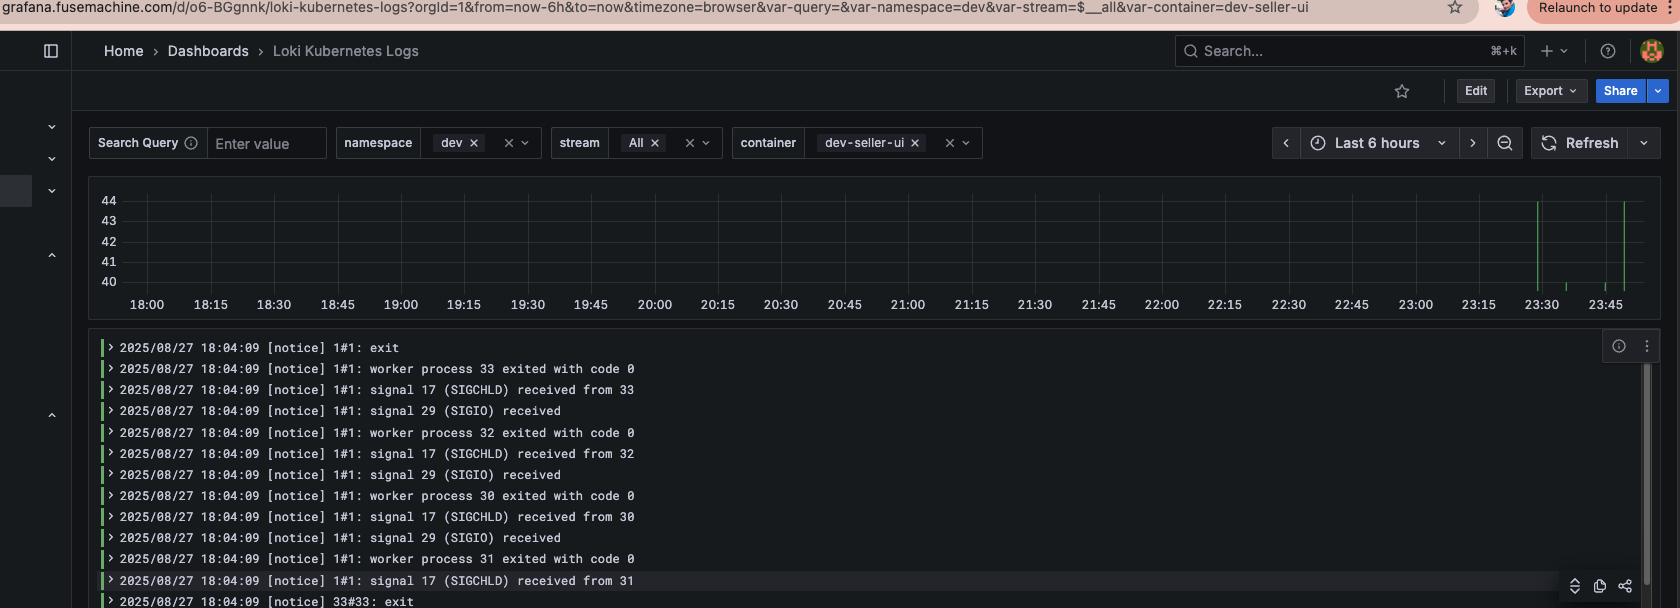 grafana.fusemachine.com/d/o6-BGgnnk/loki-kubernetes-logs?orgId=1&from=now-6h&to=now&timezone=browser&var-query=&var-namespace=dev&var-stream=$__all&var-container=dev-seller-ui
Relaunch to update
Home › Dashboards › Loki Kubernetes Logs
Search...
⌘+k
Edit
Export
Share
Search Query
Enter value
namespace
dev
stream
All
container
dev-seller-ui
Last 6 hours
Refresh
44
43
42
41
40
18:00 18:15 18:30 18:45 19:00 19:15 19:30 19:45 20:00 20:15 20:30 20:45 21:00 21:15 21:30 21:45 22:00 22:15 22:30 22:45 23:00 23:15 23:30 23:45
2025/08/27 18:04:09 [notice] 1#1: exit
2025/08/27 18:04:09 [notice] 1#1: worker process 33 exited with code 0
2025/08/27 18:04:09 [notice] 1#1: signal 17 (SIGCHLD) received from 33
2025/08/27 18:04:09 [notice] 1#1: signal 29 (SIGIO) received
2025/08/27 18:04:09 [notice] 1#1: worker process 32 exited with code 0
2025/08/27 18:04:09 [notice] 1#1: signal 17 (SIGCHLD) received from 32
2025/08/27 18:04:09 [notice] 1#1: signal 29 (SIGIO) received
2025/08/27 18:04:09 [notice] 1#1: worker process 30 exited with code 0
2025/08/27 18:04:09 [notice] 1#1: signal 17 (SIGCHLD) received from 30
2025/08/27 18:04:09 [notice] 1#1: signal 29 (SIGIO) received
2025/08/27 18:04:09 [notice] 1#1: worker process 31 exited with code 0
2025/08/27 18:04:09 [notice] 1#1: signal 17 (SIGCHLD) received from 31
2025/08/27 18:04:09 [notice] 33#33: exit